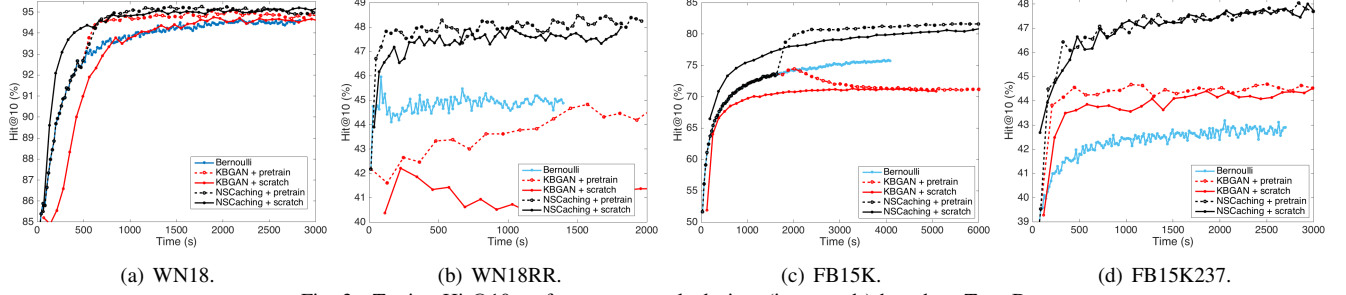 95
94
93
92
91
90
89
88
87
86
85
Hit@10 (%)
0 500 1000 1500 2000 2500 3000
Time (s)
Bernoulli
KBGAN + pretrain
KBGAN + scratch
NSCaching + pretrain
NSCaching + scratch
(a) WN18.
49
48
47
46
45
44
43
42
41
40
Hit@10 (%)
0 500 1000 1500 2000
Time (s)
Bernoulli
KBGAN + pretrain
KBGAN + scratch
NSCaching + pretrain
NSCaching + scratch
(b) WN18RR.
85
80
75
70
65
60
55
50
Hit@10 (%)
0 1000 2000 3000 4000 5000 6000
Time (s)
Bernoulli
KBGAN + pretrain
KBGAN + scratch
NSCaching + pretrain
NSCaching + scratch
(c) FB15K.
48
47
46
45
44
43
42
41
40
39
Hit@10 (%)
0 500 1000 1500 2000 2500 3000
Time (s)
Bernoulli
KBGAN + pretrain
KBGAN + scratch
NSCaching + pretrain
NSCaching + scratch
(d) FB15K237.